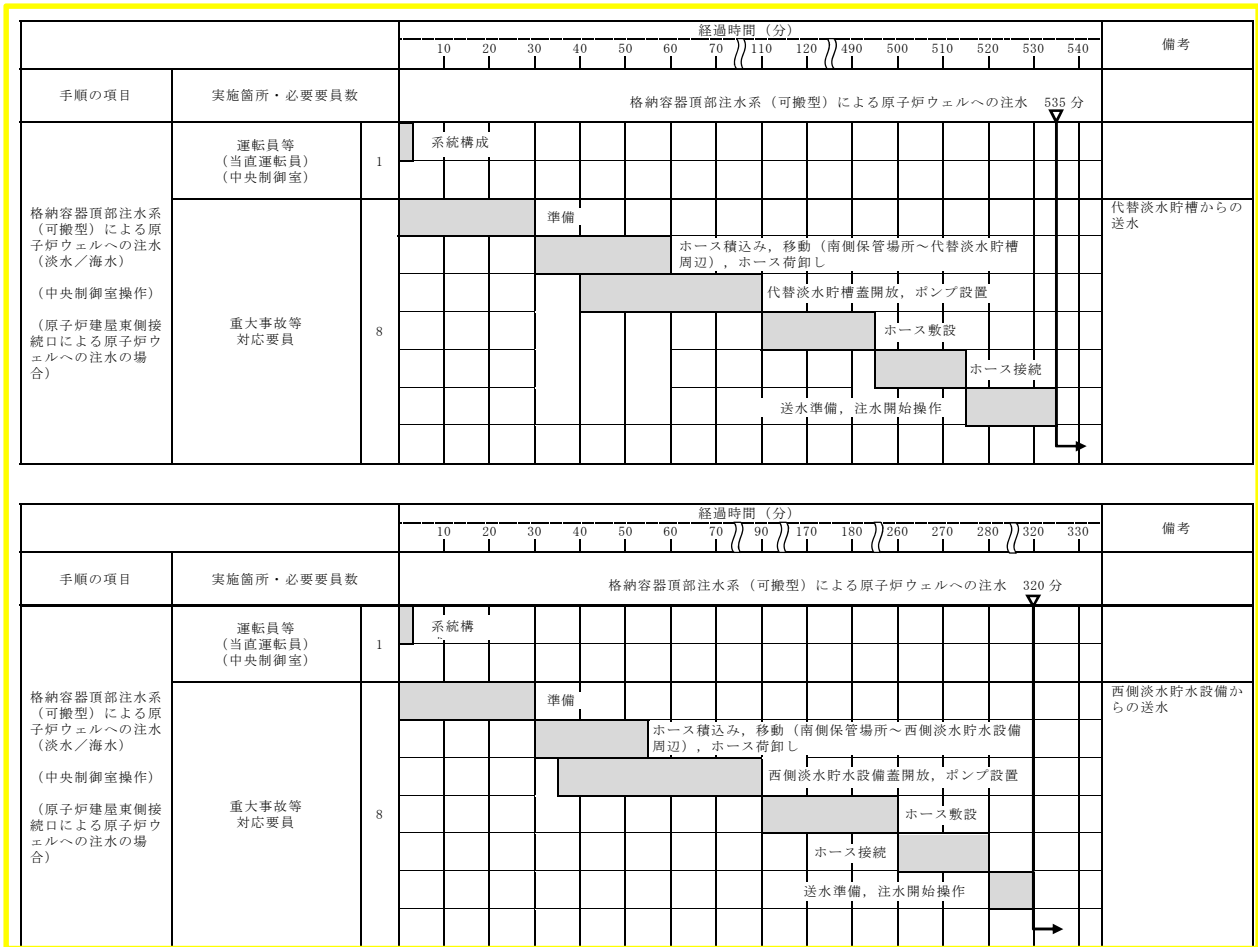 経過時間（分）
備考
10 20 30 40 50 60 70 110 120 490 500 510 520 530 540
手順の項目
実施箇所・必要要員数
格納容器頂部注水系（可搬型）による原子炉ウェルへの注水 535 分
格納容器頂部注水系
（可搬型）による原
子炉ウェルへの注水
（淡水／海水）
（中央制御室操作）
（原子炉建屋東側接
続口による原子炉ウ
ェルへの注水の場
合）
運転員等
（当直運転員）
（中央制御室）
1
系統構成
重大事故等
対応要員
8
準備
ホース積込み，移動（南側保管場所～代替淡水貯槽
周辺），ホース荷卸し
代替淡水貯槽蓋開放，ポンプ設置
ホース敷設
ホース接続
送水準備，注水開始操作
代替淡水貯槽からの
送水
経過時間（分）
備考
10 20 30 40 50 60 70 90 170 180 260 270 280 320 330
手順の項目
実施箇所・必要要員数
格納容器頂部注水系（可搬型）による原子炉ウェルへの注水 320 分
格納容器頂部注水系
（可搬型）による原
子炉ウェルへの注水
（淡水／海水）
（中央制御室操作）
（原子炉建屋東側接
続口による原子炉ウ
ェルへの注水の場
合）
運転員等
（当直運転員）
（中央制御室）
1
系統構
重大事故等
対応要員
8
準備
ホース積込み，移動（南側保管場所～西側淡水貯水設備
周辺），ホース荷卸し
西側淡水貯水設備蓋開放，ポンプ設置
ホース敷設
ホース接続
送水準備，注水開始操作
西側淡水貯水設備か
らの送水